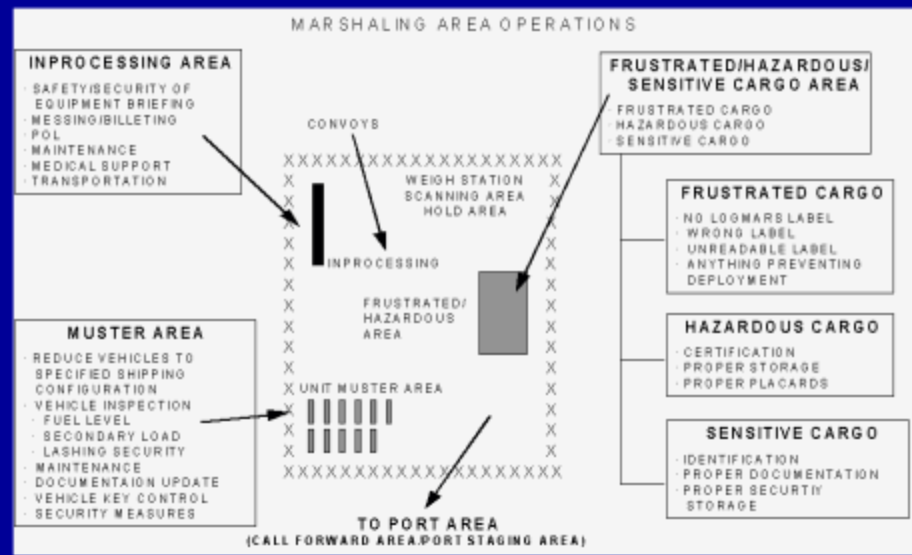 MARSHALING AREA OPERATIONS
INPROCESSING AREA
· SAFETY/SECURITY OF
EQUIPMENT BRIEFING
· MESSING/BILLETING
· POL
· MAINTENANCE
· MEDICAL SUPPORT
· TRANSPORTATION
CONVOYS
FRUSTRATED/HAZARDOUS/
SENSITIVE CARGO AREA
· FRUSTRATED CARGO
· HAZARDOUS CARGO
· SENSITIVE CARGO
XXXXXXXXXXXXXXXXXXXXXXX
WEIGH STATION
SCANNING AREA
HOLD AREA
INPROCESSING
FRUSTRATED/
HAZARDOUS
AREA
FRUSTRATED CARGO
· NO LOGMARS LABEL
· WRONG LABEL
· UNREADABLE LABEL
· ANYTHING PREVENTING
DEPLOYMENT
MUSTER AREA
· REDUCE VEHICLES TO
SPECIFIED SHIPPING
CONFIGURATION
· VEHICLE INSPECTION
· FUEL LEVEL
· SECONDARY LOAD
· LASHING SECURITY
· MAINTENANCE
· DOCUMENTAION UPDATE
· VEHICLE KEY CONTROL
· SECURITY MEASURES
UNIT MUSTER AREA
HAZARDOUS CARGO
· CERTIFICATION
· PROPER STORAGE
· PROPER PLACARDS
SENSITIVE CARGO
· IDENTIFICATION
· PROPER DOCUMENTATION
· PROPER SECURTIY
STORAGE
XXXXXXXXXXXXXXXXXXXXXXX
TO PORT AREA
(CALL FORWARD AREA/PORT STAGING AREA)